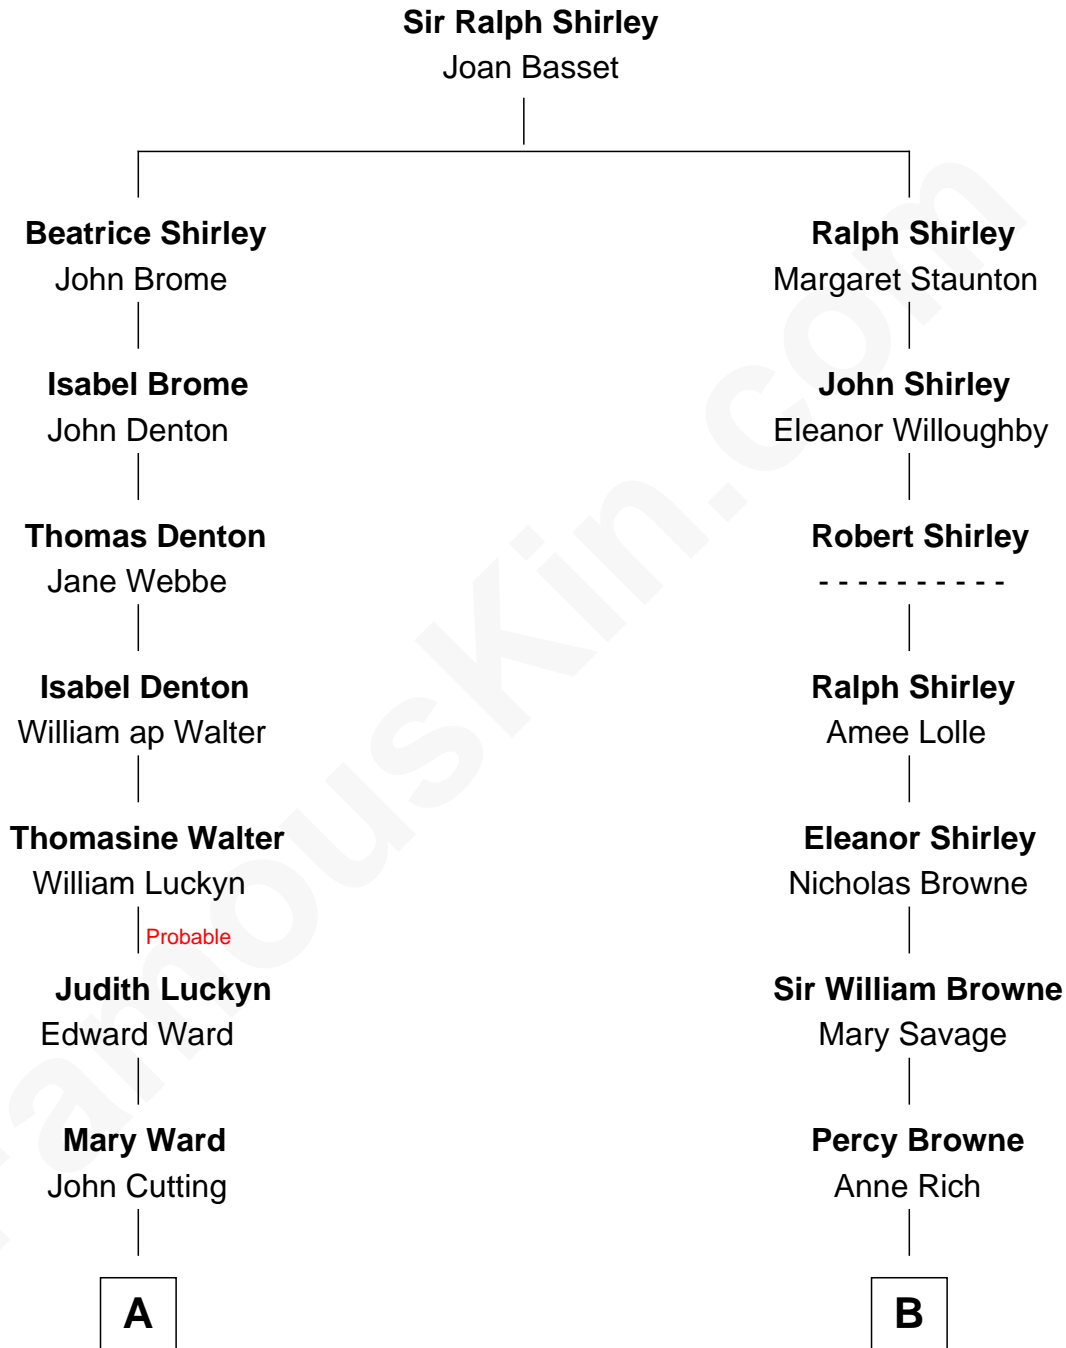 Sir Ralph Shirley
Joan Basset
Beatrice Shirley
John Brome
Ralph Shirley
Margaret Staunton
Isabel Brome
John Denton
John Shirley
Eleanor Willoughby
Thomas Denton
Jane Webbe
Robert Shirley
- - - - - - - - - -
Isabel Denton
William ap Walter
Ralph Shirley
Amee Lolle
Thomasine Walter
William Luckyn
Eleanor Shirley
Nicholas Browne
Probable
Judith Luckyn
Edward Ward
Sir William Browne
Mary Savage
Mary Ward
John Cutting
Percy Browne
Anne Rich
A
B
FamousKin.com